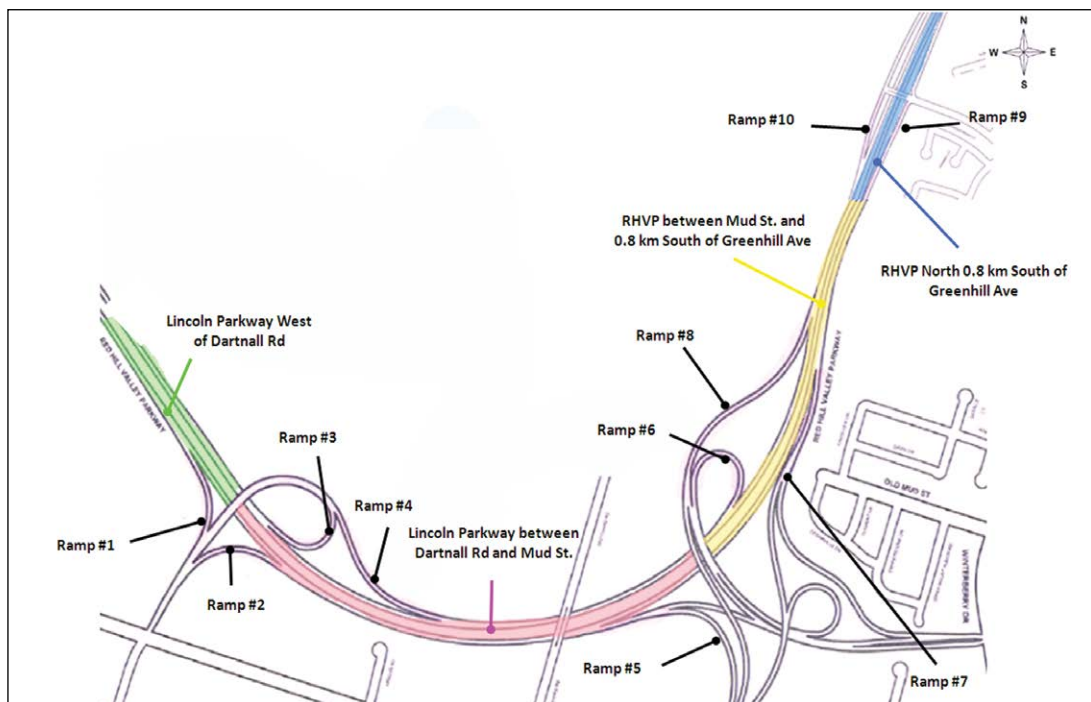 N
W E
S
Ramp #10
Ramp #9
RHVP between Mud St. and
0.8 km South of Greenhill Ave
RHVP North 0.8 km South of
Greenhill Ave
Lincoln Parkway West
of Dartnall Rd
RED HILL VALLEY PARKWAY
Ramp #8
RED HILL VALLEY PARKWAY
Ramp #3
Ramp #6
Ramp #4
OLD MUD ST
Lincoln Parkway between
Dartnall Rd and Mud St.
Ramp #1
WINTERBERRY DR
Ramp #2
Ramp #5
Ramp #7